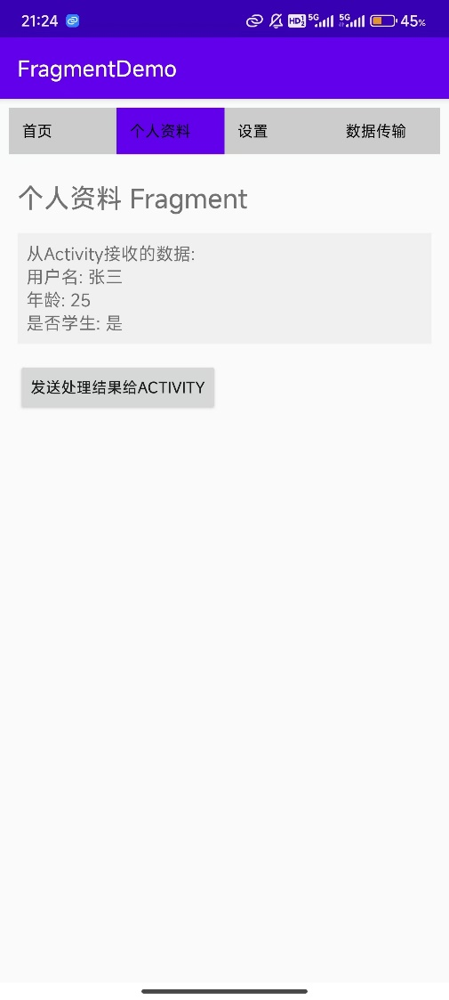 21:24 HD 5G 5G 45%
FragmentDemo
首页 个人资料 设置 数据传输
个人资料 Fragment
从Activity接收的数据:
用户名: 张三
年龄: 25
是否学生: 是
发送处理结果给ACTIVITY